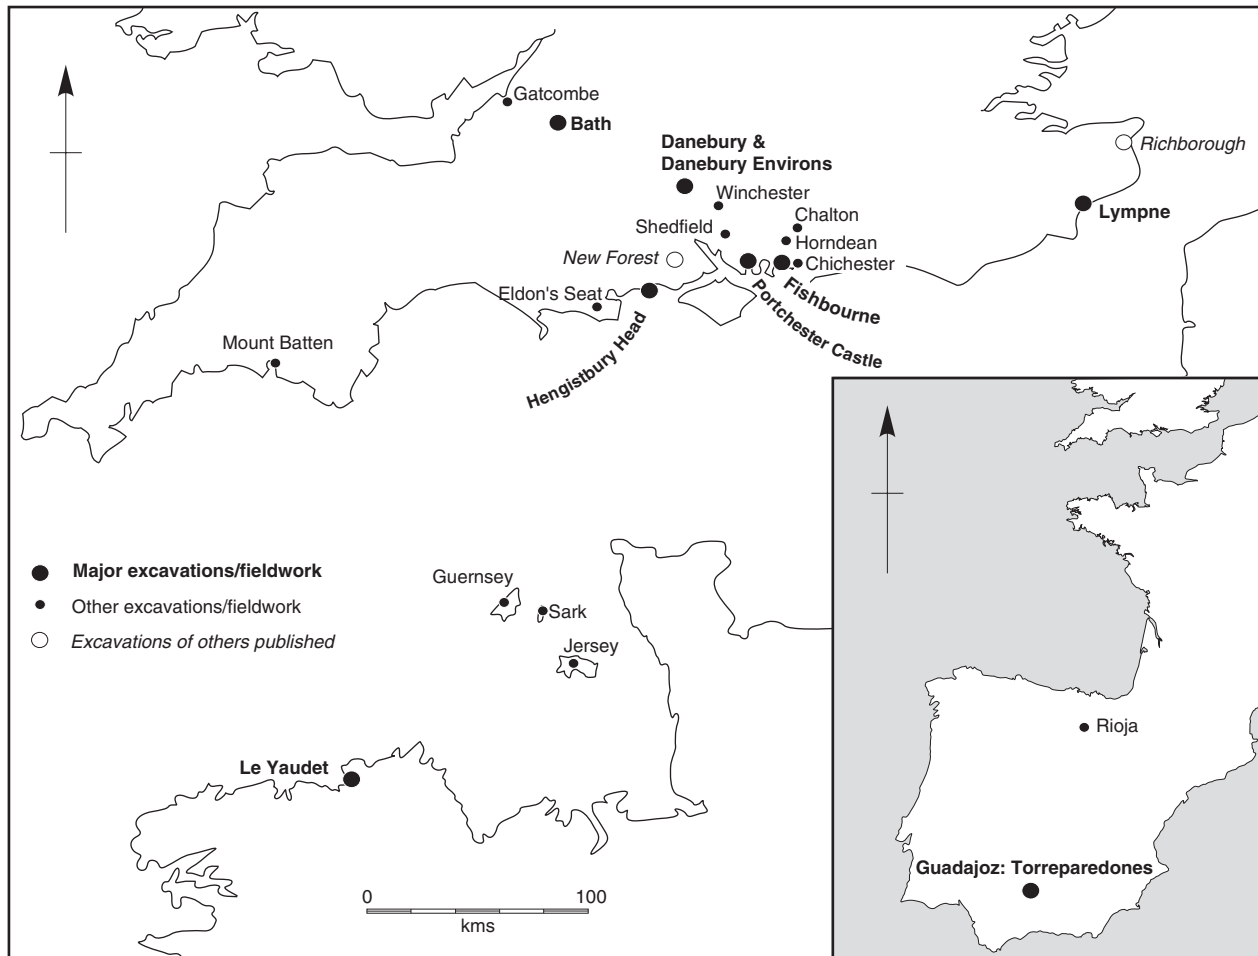 Gatcombe
Bath
Danebury &
Danebury Environs
Winchester
Shedfield
Chalton
Horndean
Chichester
New Forest
Richborough
Lympne
Eldon's Seat
Fishbourne
Portchester Castle
Hengistbury Head
Mount Batten
Major excavations/fieldwork
Other excavations/fieldwork
Excavations of others published
Guernsey
Sark
Jersey
Le Yaudet
0 100
kms
Rioja
Guadajoz: Torreparedones